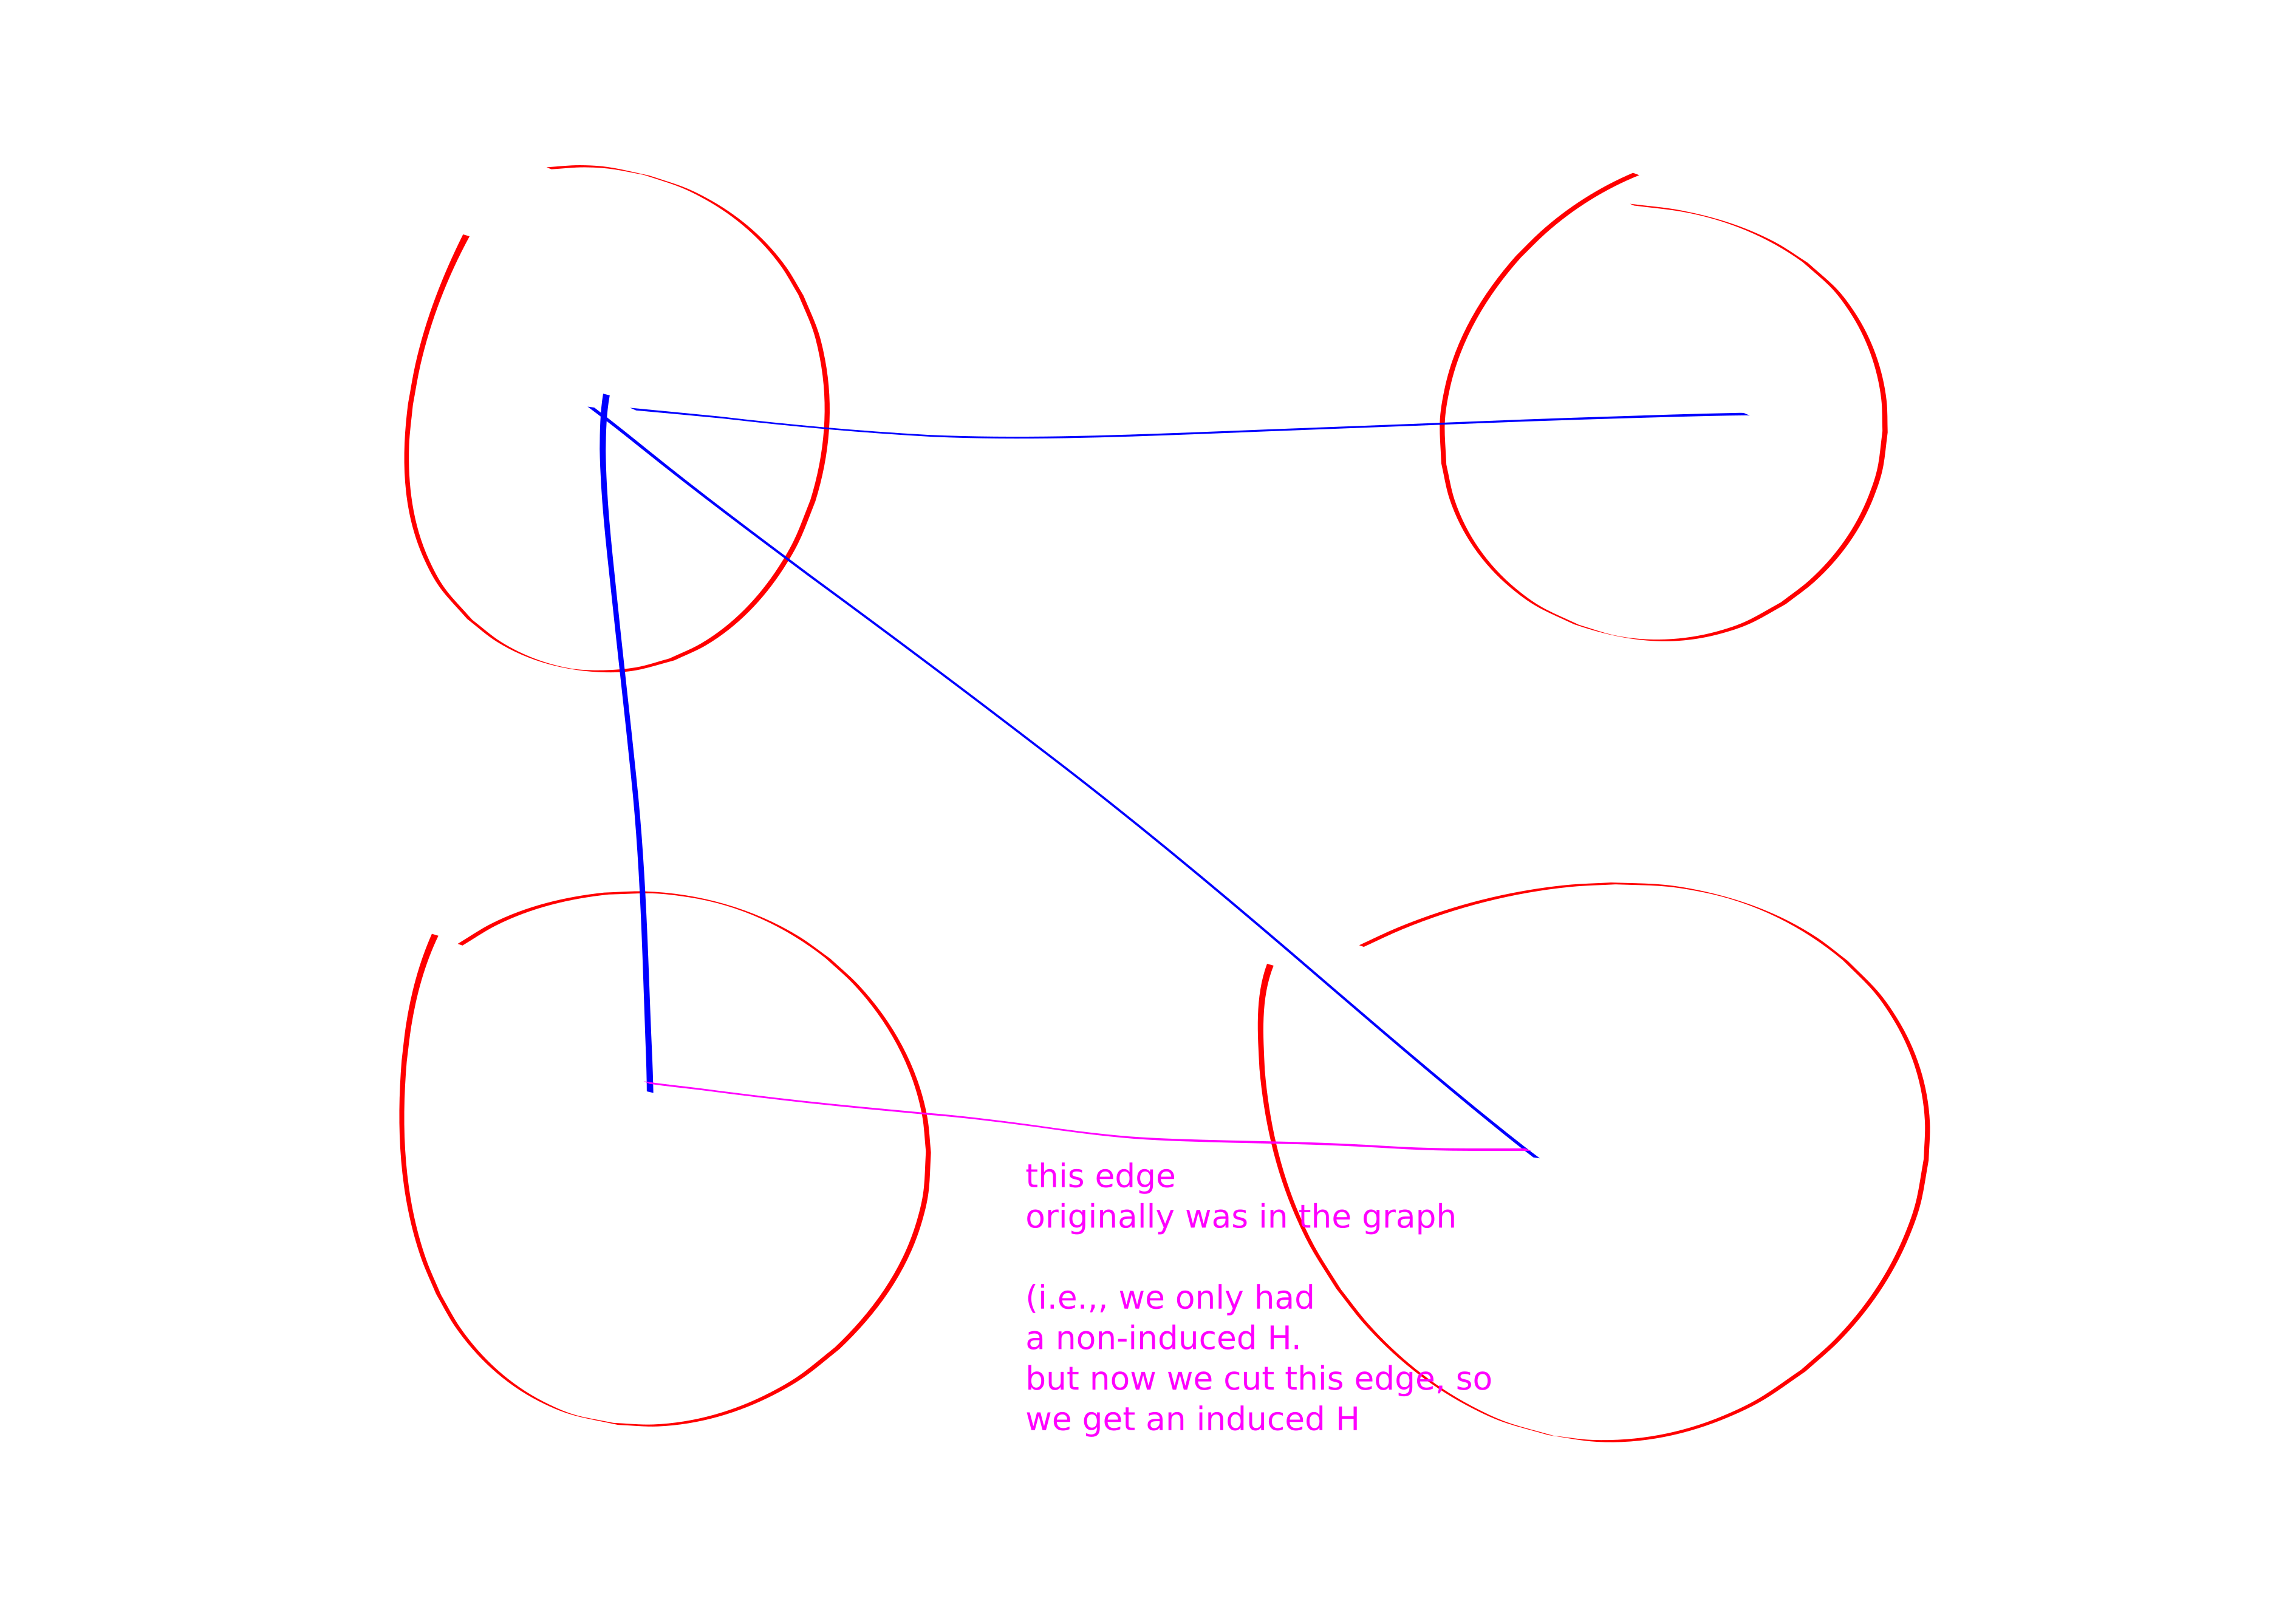 this edge
originally was in the graph
(i.e.,, we only had
a non-induced H.
but now we cut this edge, so
we get an induced H